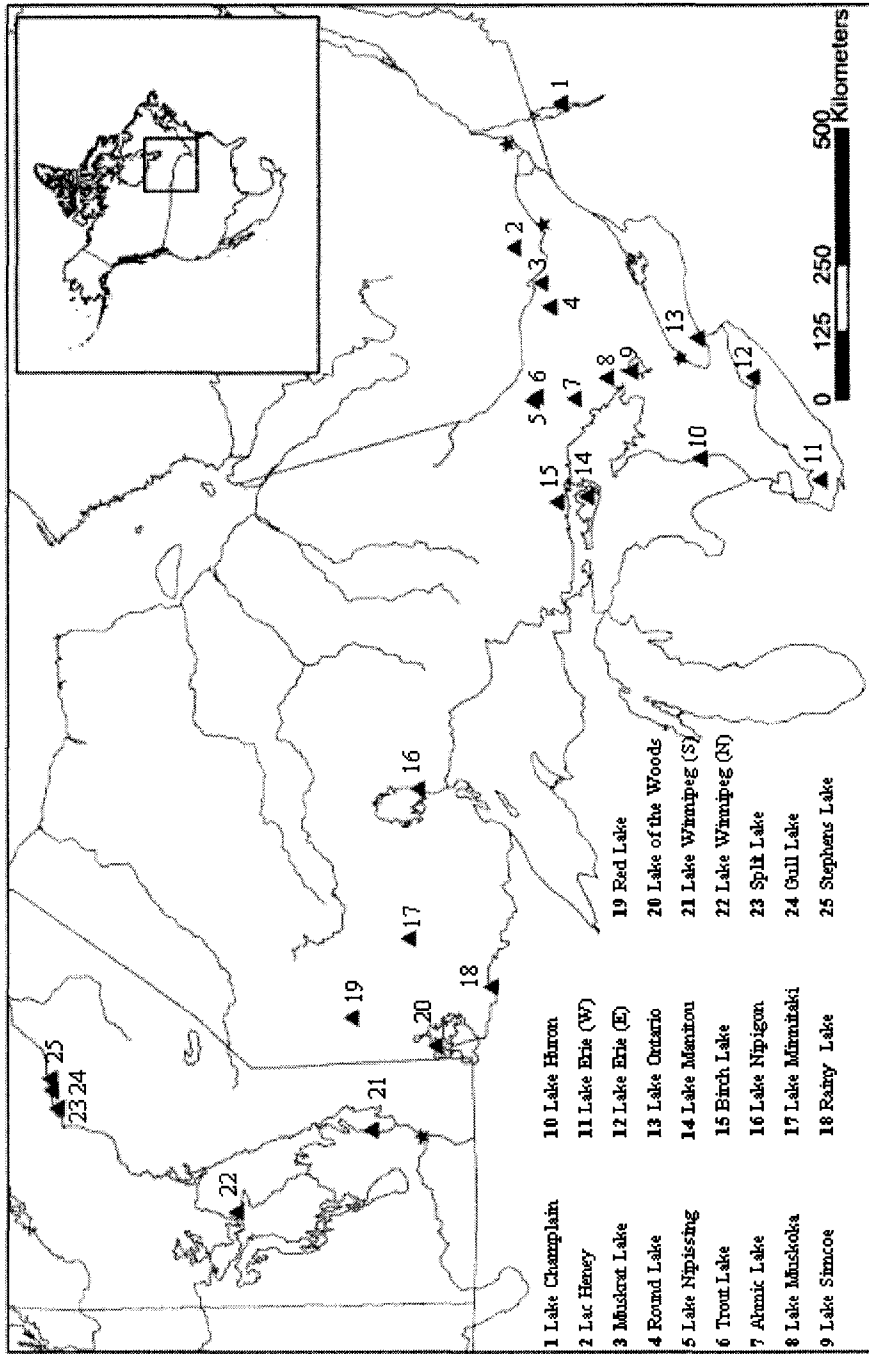 23 24 25
22
21
20
19
18
17
16
15
14
5 6
7
8
9
10
11
12
13
4
3
2
1
0 125 250 500
Kilometers
1 Lake Champlain
2 Lac Heney
3 Muskrat Lake
4 Round Lake
5 Lake Nipissing
6 Trout Lake
7 Ahmic Lake
8 Lake Muskoka
9 Lake Simcoe
10 Lake Huron
11 Lake Erie (W)
12 Lake Erie (E)
13 Lake Ontario
14 Lake Manitou
15 Birch Lake
16 Lake Nipigon
17 Lake Minnitaki
18 Rainy Lake
19 Red Lake
20 Lake of the Woods
21 Lake Winnipeg (S)
22 Lake Winnipeg (N)
23 Split Lake
24 Gull Lake
25 Stephens Lake